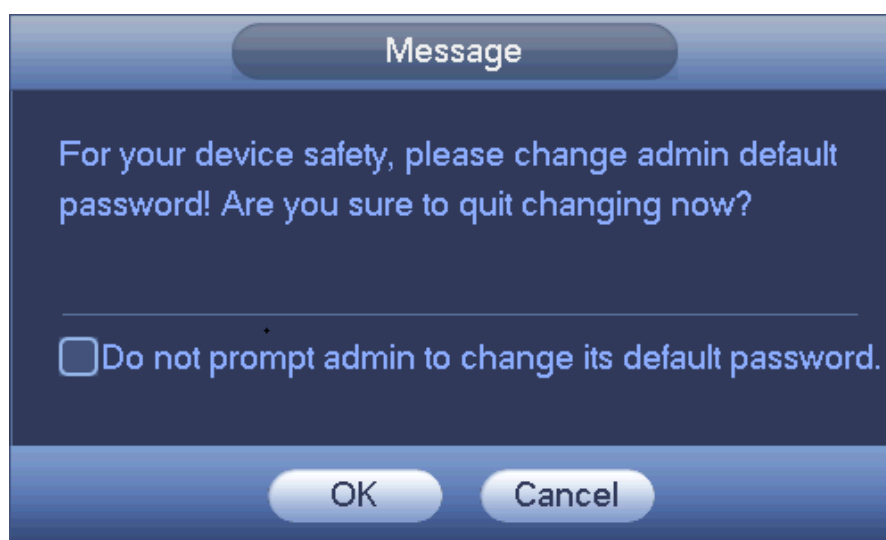 Message
For your device safety, please change admin default
password! Are you sure to quit changing now?
Do not prompt admin to change its default password.
OK Cancel